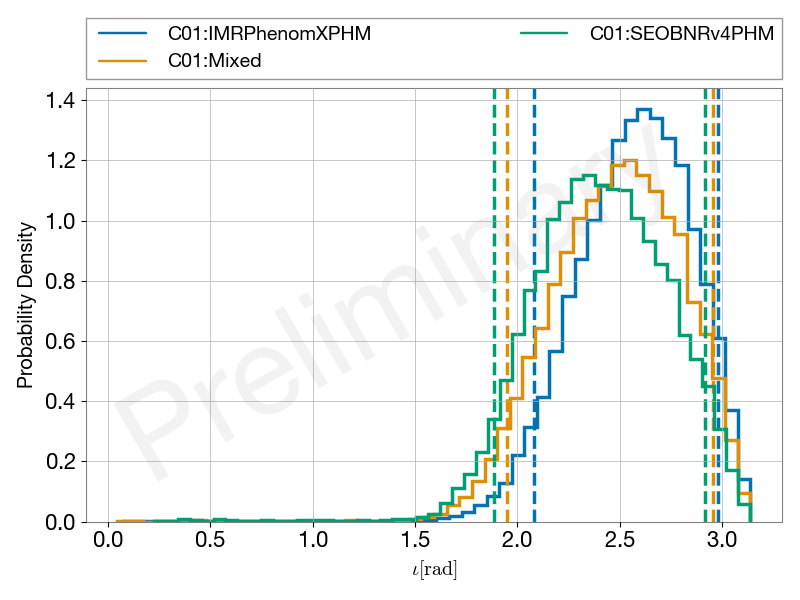 C01:IMRPhenomXPHM
C01:Mixed
C01:SEOBNRv4PHM
Probability Density
1.4
1.2
1.0
0.8
0.6
0.4
0.2
0.0
Preliminary
0.0 0.5 1.0 1.5 2.0 2.5 3.0
ι[rad]